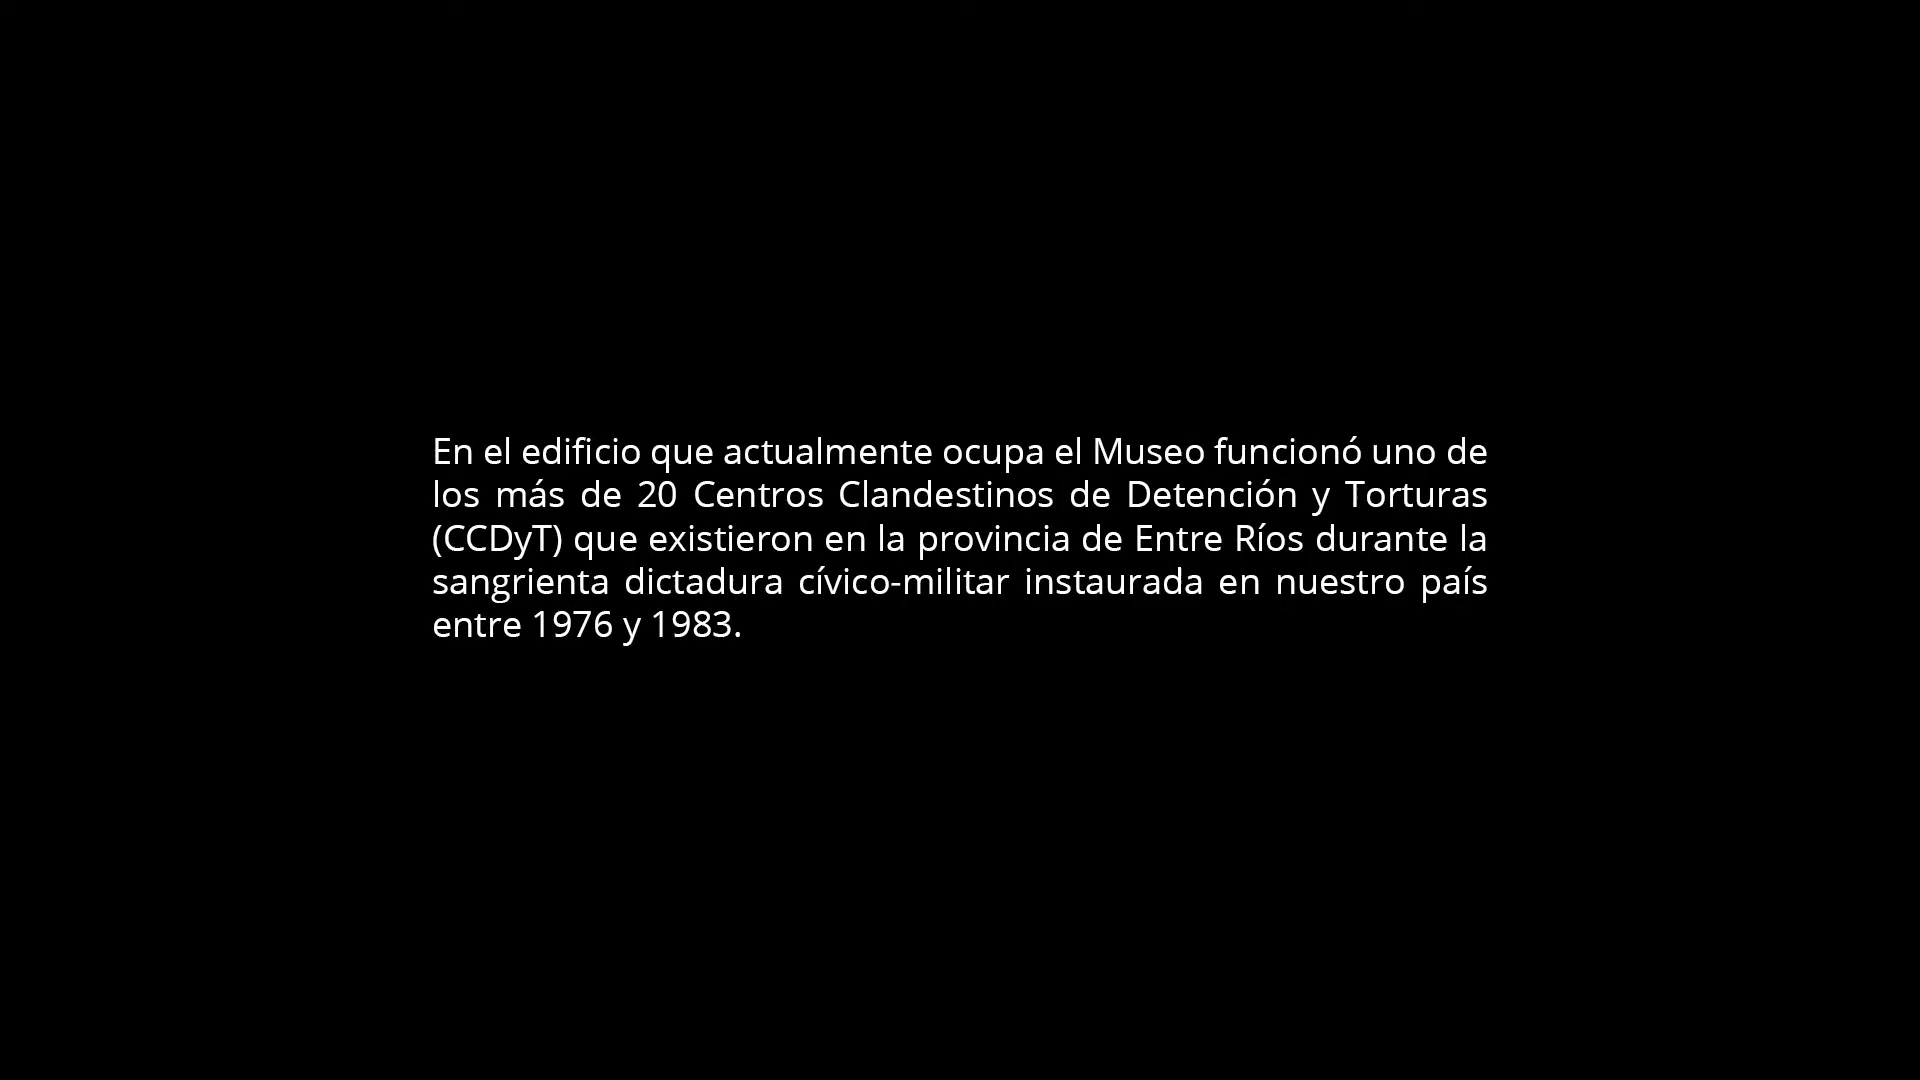 En el edificio que actualmente ocupa el Museo funcionó uno de
los más de 20 Centros Clandestinos de Detención y Torturas
(CCDyT) que existieron en la provincia de Entre Ríos durante la
sangrienta dictadura cívico-militar instaurada en nuestro país
entre 1976 y 1983.